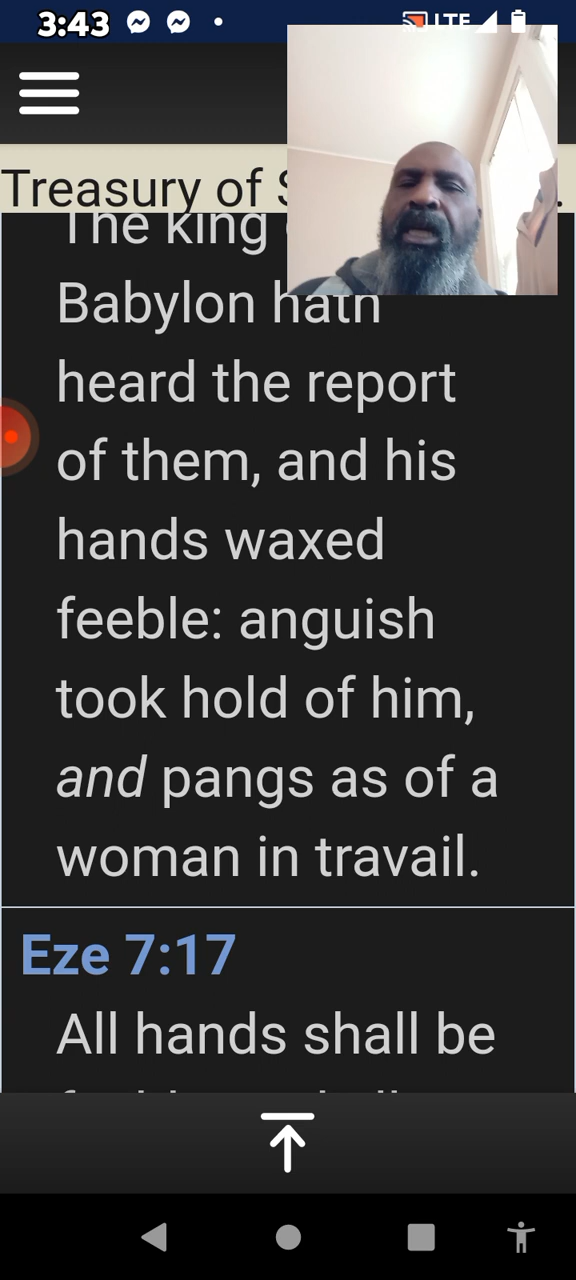 3:43
LTE
Treasury of S
The king
Babylon hath
heard the report
of them, and his
hands waxed
feeble: anguish
took hold of him,
and pangs as of a
woman in travail.
Eze 7:17
All hands shall be